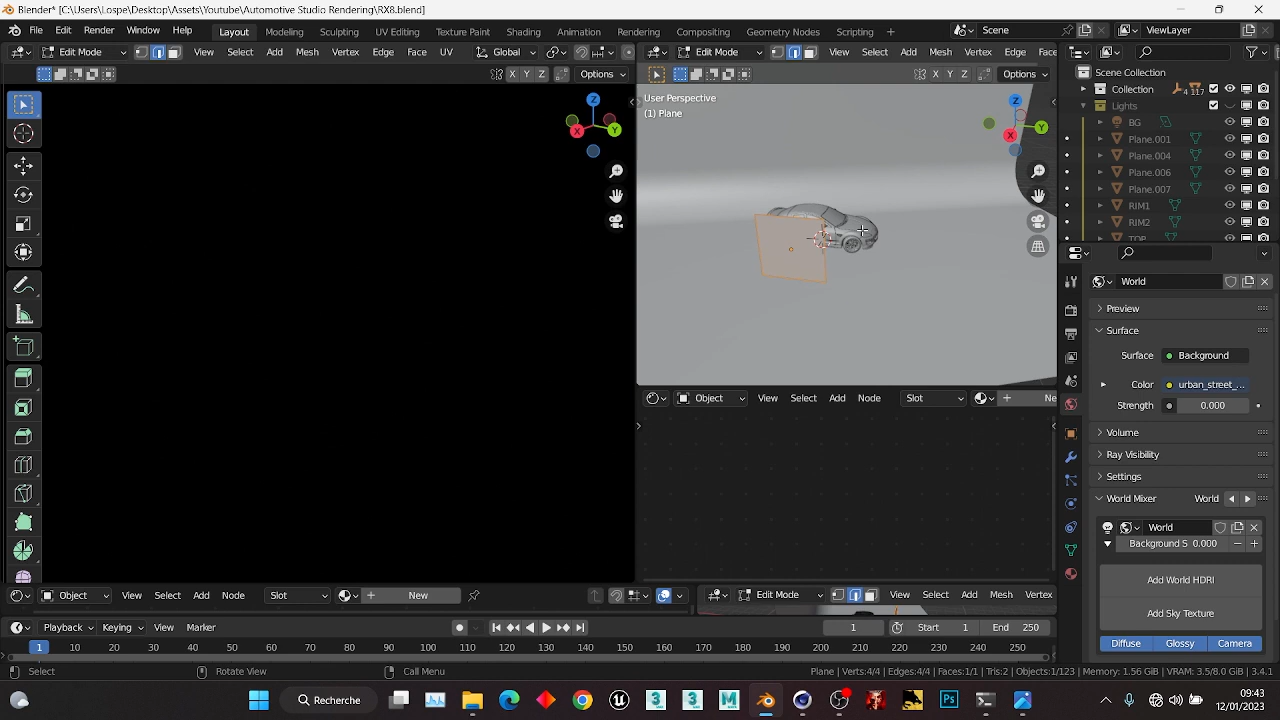 Blender* [C:\Users\Lospe\Desktop\Assets\Youtube\Automotive Studio Rendering\RX8.blend]
File Edit Render Window Help Layout Modeling Sculpting UV Editing Texture Paint Shading Animation Rendering Compositing Geometry Nodes Scripting + Scene ViewLayer
Edit Mode View Select Add Mesh Vertex Edge Face UV Global
Edit Mode View Select Add Mesh Vertex Edge Fac
X Y Z Options
X Y Z Options
User Perspective
(1) Plane
Z
X
Y
Z
X
Y
Scene Collection
Collection 4 117
Lights
BG
Plane.001
Plane.004
Plane.006
Plane.007
RIM1
RIM2
TOP
World
Preview
Surface
Surface Background
Color urban_street_...
Strength 0.000
Volume
Ray Visibility
Settings
World Mixer World
World
Background S 0.000
Add World HDRI
Add Sky Texture
Diffuse Glossy Camera
Object View Select Add Node Slot Ne
Object View Select Add Node Slot New
Edit Mode View Select Add Mesh Vertex
Playback Keying View Marker 1 Start 1 End 250
1 10 20 30 40 50 60 70 80 90 100 110 120 130 140 150 160 170 180 190 200 210 220 230 240 250
Select Rotate View Call Menu Plane | Verts:4/4 | Edges:4/4 | Faces:1/1 | Tris:2 | Objects:1/123 | Memory: 1.56 GiB | VRAM: 3.5/8.0 GiB | 3.4.1
Recherche
3
3
M
Ps
09:43
12/01/2023